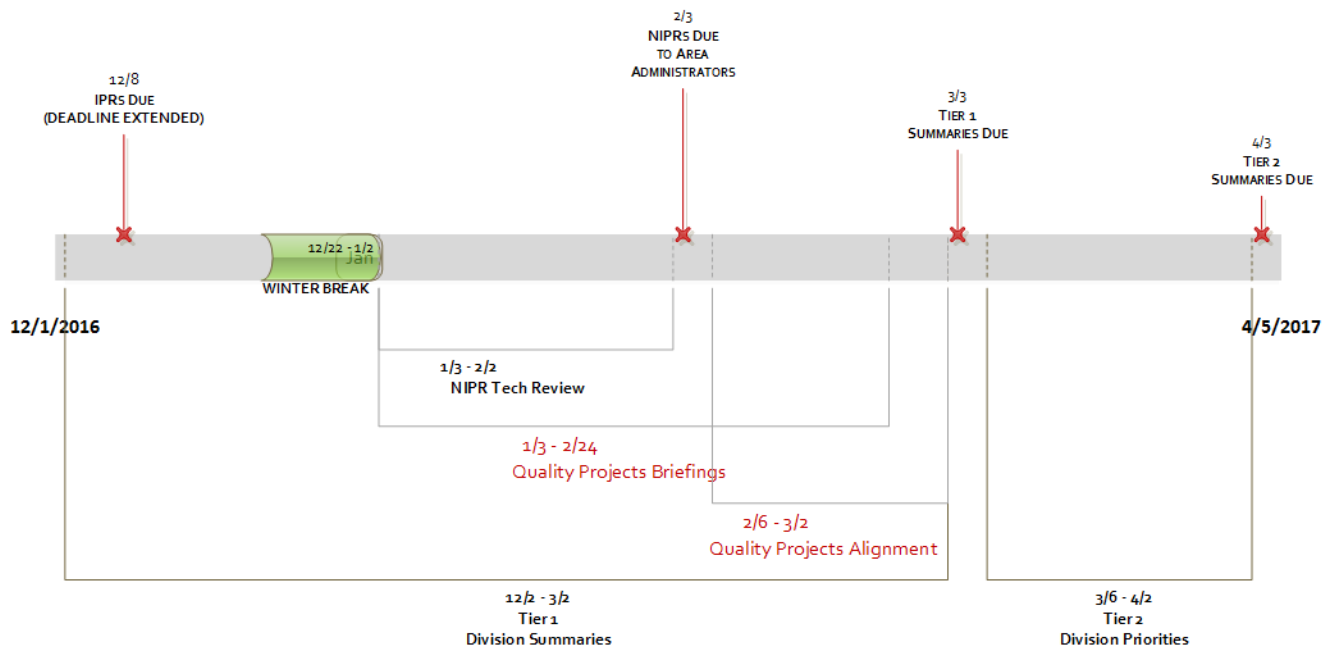 12/8
IPRs Due
(DEADLINE EXTENDED)
2/3
NIPRs Due
to Area
Administrators
3/3
Tier 1
Summaries Due
4/3
Tier 2
Summaries Due
12/22 - 1/2
Jan
WINTER BREAK
12/1/2016
4/5/2017
1/3 - 2/2
NIPR Tech Review
1/3 - 2/24
Quality Projects Briefings
2/6 - 3/2
Quality Projects Alignment
12/2 - 3/2
Tier 1
Division Summaries
3/6 - 4/2
Tier 2
Division Priorities